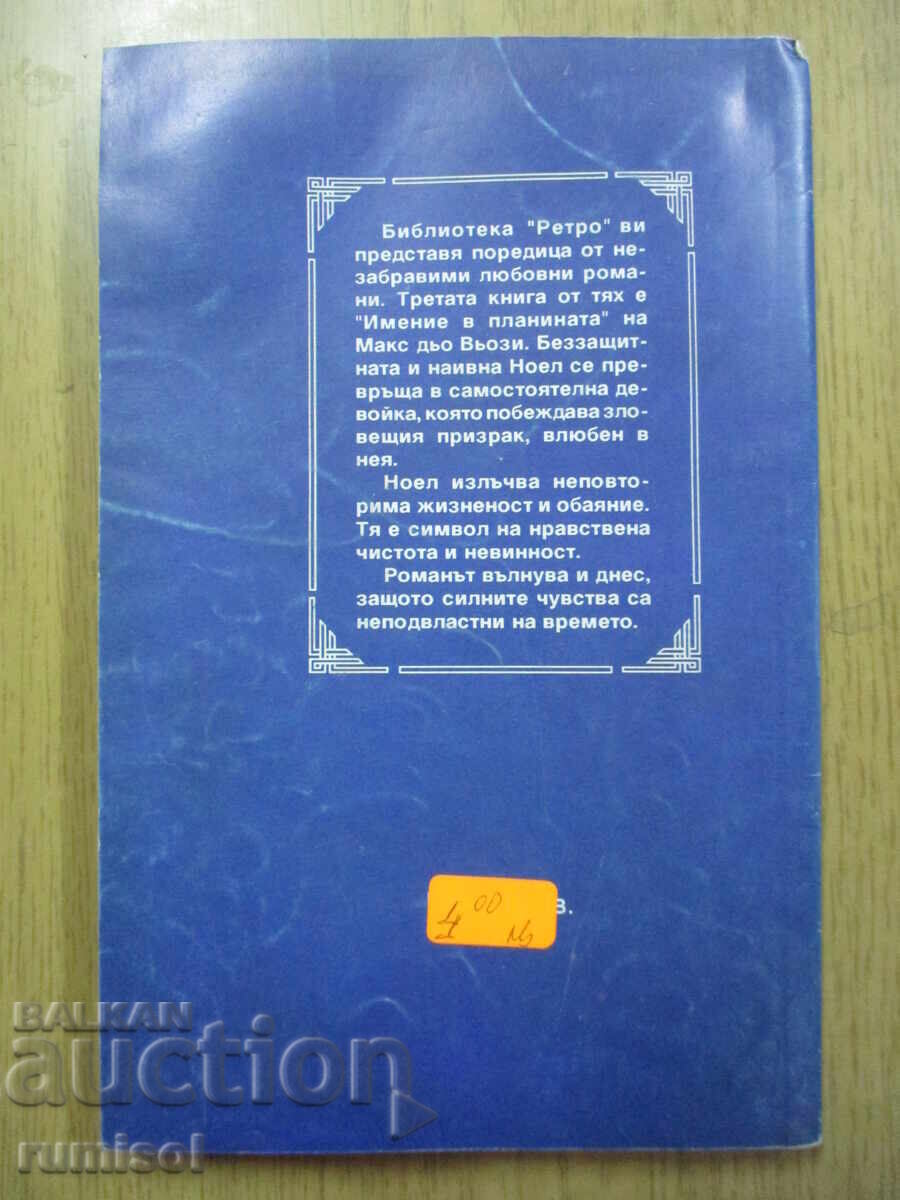 Библиотека "Ретро" ви
представя поредица от не-
забравими любовни рома-
ни. Третата книга от тях е
"Имение в планината" на
Макс дьо Вьози. Беззащит-
ната и наивна Ноел се пре-
връща в самостоятелна де-
войка, която побеждава зло-
вещия призрак, влюбен в
нея.
Ноел излъчва неповто-
рима жизненост и обаяние.
Тя е символ на нравствена
чистота и невинност.
Романът вълнува и днес,
защото силните чувства са
неподвластни на времето.
4 00
в.
BALKAN
auction
rumisol